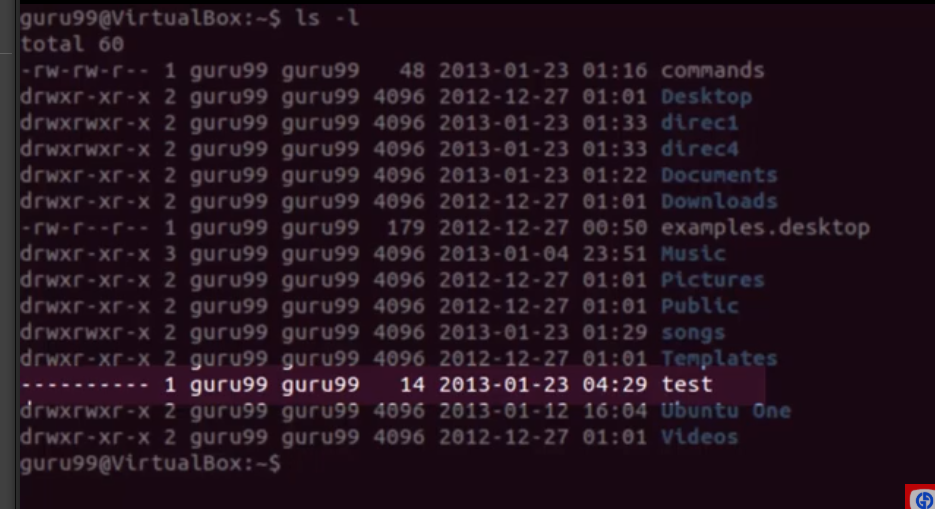 guru99@VirtualBox:~$ ls -l
total 60
-rw-rw-r-- 1 guru99 guru99   48 2013-01-23 01:16 commands
drwxr-xr-x 2 guru99 guru99 4096 2012-12-27 01:01 Desktop
drwxrwxr-x 2 guru99 guru99 4096 2013-01-23 01:33 direc1
drwxrwxr-x 2 guru99 guru99 4096 2013-01-23 01:33 direc4
drwxr-xr-x 2 guru99 guru99 4096 2013-01-23 01:22 Documents
drwxr-xr-x 2 guru99 guru99 4096 2012-12-27 01:01 Downloads
-rw-r--r-- 1 guru99 guru99  179 2012-12-27 00:50 examples.desktop
drwxr-xr-x 3 guru99 guru99 4096 2013-01-04 23:51 Music
drwxr-xr-x 2 guru99 guru99 4096 2012-12-27 01:01 Pictures
drwxr-xr-x 2 guru99 guru99 4096 2012-12-27 01:01 Public
drwxrwxr-x 2 guru99 guru99 4096 2013-01-23 01:29 songs
drwxr-xr-x 2 guru99 guru99 4096 2012-12-27 01:01 Templates
---------- 1 guru99 guru99   14 2013-01-23 04:29 test
drwxrwxr-x 2 guru99 guru99 4096 2013-01-12 16:04 Ubuntu One
drwxr-xr-x 2 guru99 guru99 4096 2012-12-27 01:01 Videos
guru99@VirtualBox:~$